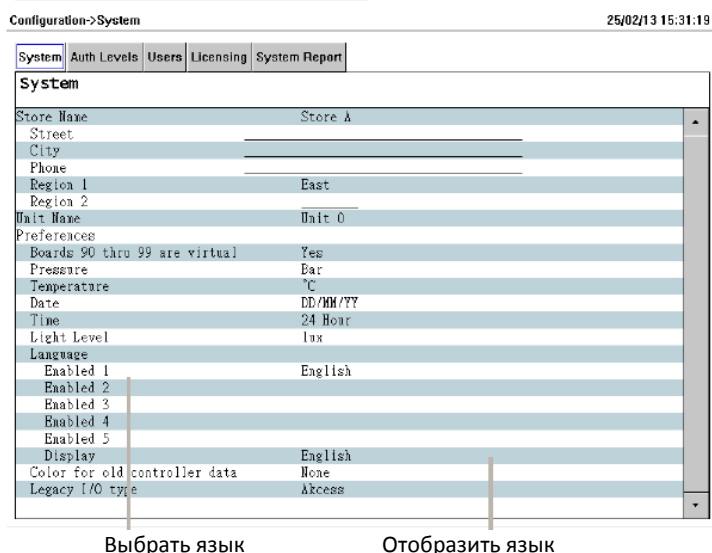 Configuration->System 25/02/13 15:31:19
System Auth Levels Users Licensing System Report
System
Store Name Store A
Street
City
Phone
Region 1 East
Region 2
Unit Name Unit 0
Preferences
Boards 90 thru 99 are virtual Yes
Pressure Bar
Temperature °C
Date DD/MM/YY
Time 24 Hour
Light Level lux
Language
Enabled 1 English
Enabled 2
Enabled 3
Enabled 4
Enabled 5
Display English
Color for old controller data None
Legacy I/O type Akcess
Выбрать язык Отобразить язык